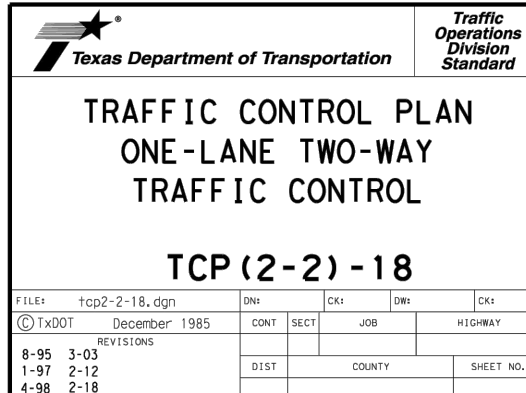 Texas Department of Transportation
Traffic
Operations
Division
Standard
TRAFFIC CONTROL PLAN
ONE-LANE TWO-WAY
TRAFFIC CONTROL
TCP(2-2)-18
FILE: tcp2-2-18.dgn DN: CK: DW: CK:
© TxDOT December 1985 CONT SECT JOB HIGHWAY
REVISIONS
8-95 3-03
1-97 2-12 DIST COUNTY SHEET NO.
4-98 2-18